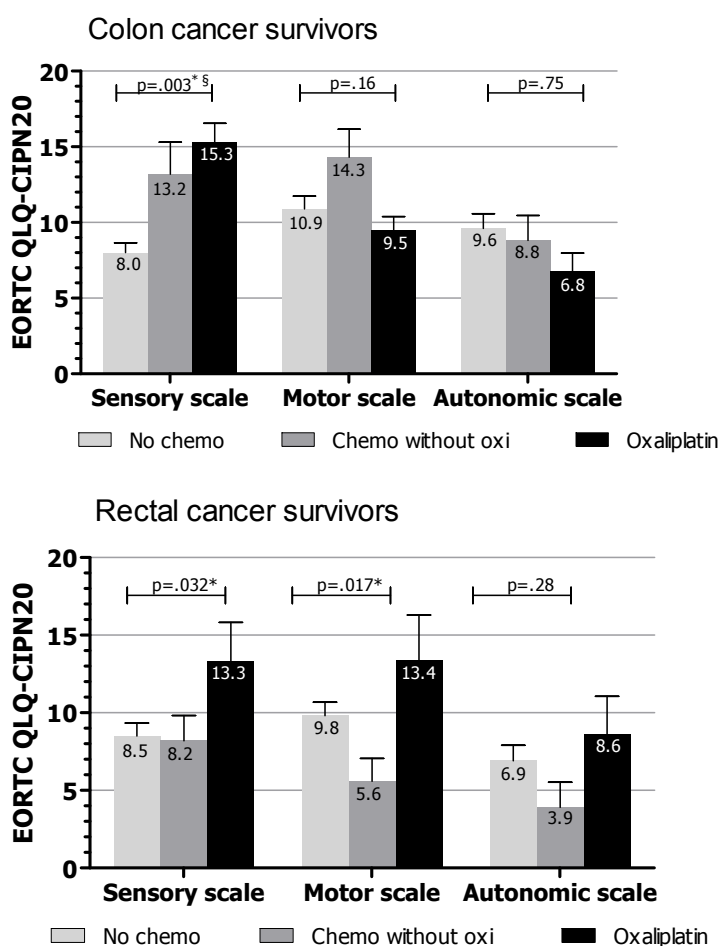 Colon cancer survivors
EORTC QLQ-CIPN20
20
15
10
5
0
p=.003* §
p=.16
p=.75
8.0
13.2
15.3
10.9
14.3
9.5
9.6
8.8
6.8
Sensory scale Motor scale Autonomic scale
No chemo Chemo without oxi Oxaliplatin
Rectal cancer survivors
EORTC QLQ-CIPN20
20
15
10
5
0
p=.032*
p=.017*
p=.28
8.5
8.2
13.3
9.8
5.6
13.4
6.9
3.9
8.6
Sensory scale Motor scale Autonomic scale
No chemo Chemo without oxi Oxaliplatin